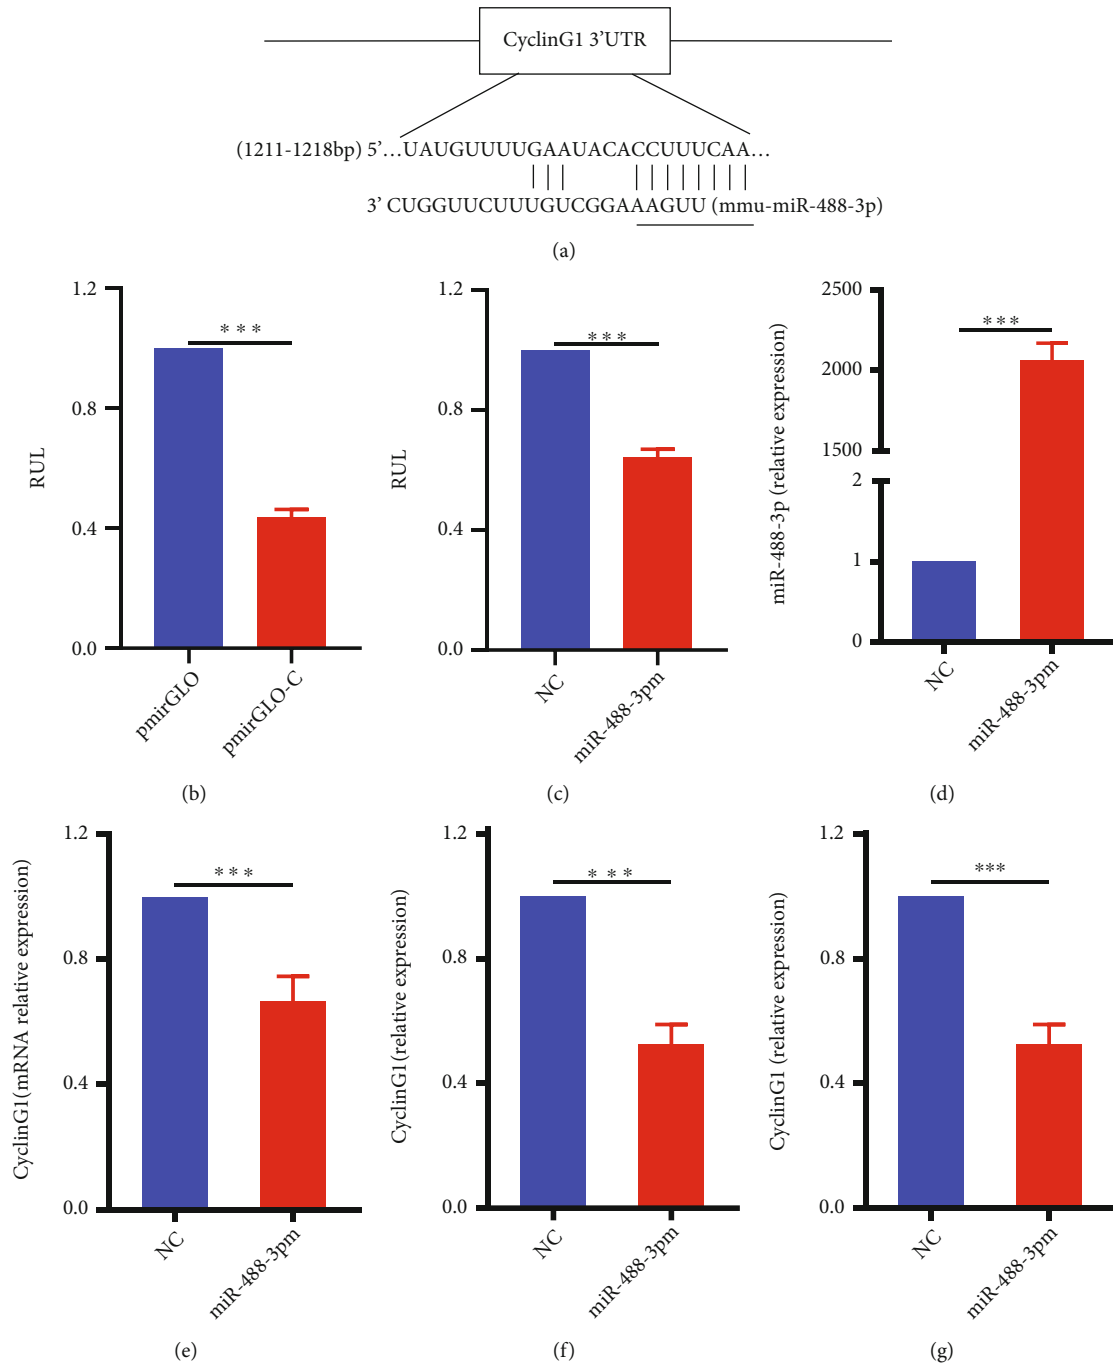 CyclinG1 3'UTR
(1211-1218bp) 5'...UAUGUUUUGAAUACACCUUUCAA...
3' CUGGUUCUUUGUCGGAAAGUU (mmu-miR-488-3p)
(a)
1.2
0.8
0.4
0.0
RUL
***
pmirGLO
pmirGLO-C
(b)
1.2
0.8
0.4
0.0
RUL
***
NC
miR-488-3pm
(c)
2500
2000
1500
2
1
0
miR-488-3p (relative expression)
***
NC
miR-488-3pm
(d)
1.2
0.8
0.4
0.0
CyclinG1(mRNA relative expression)
***
NC
miR-488-3pm
(e)
1.2
0.8
0.4
0.0
CyclinG1(relative expression)
***
NC
miR-488-3pm
(f)
1.2
0.8
0.4
0.0
CyclinG1 (relative expression)
***
NC
miR-488-3pm
(g)